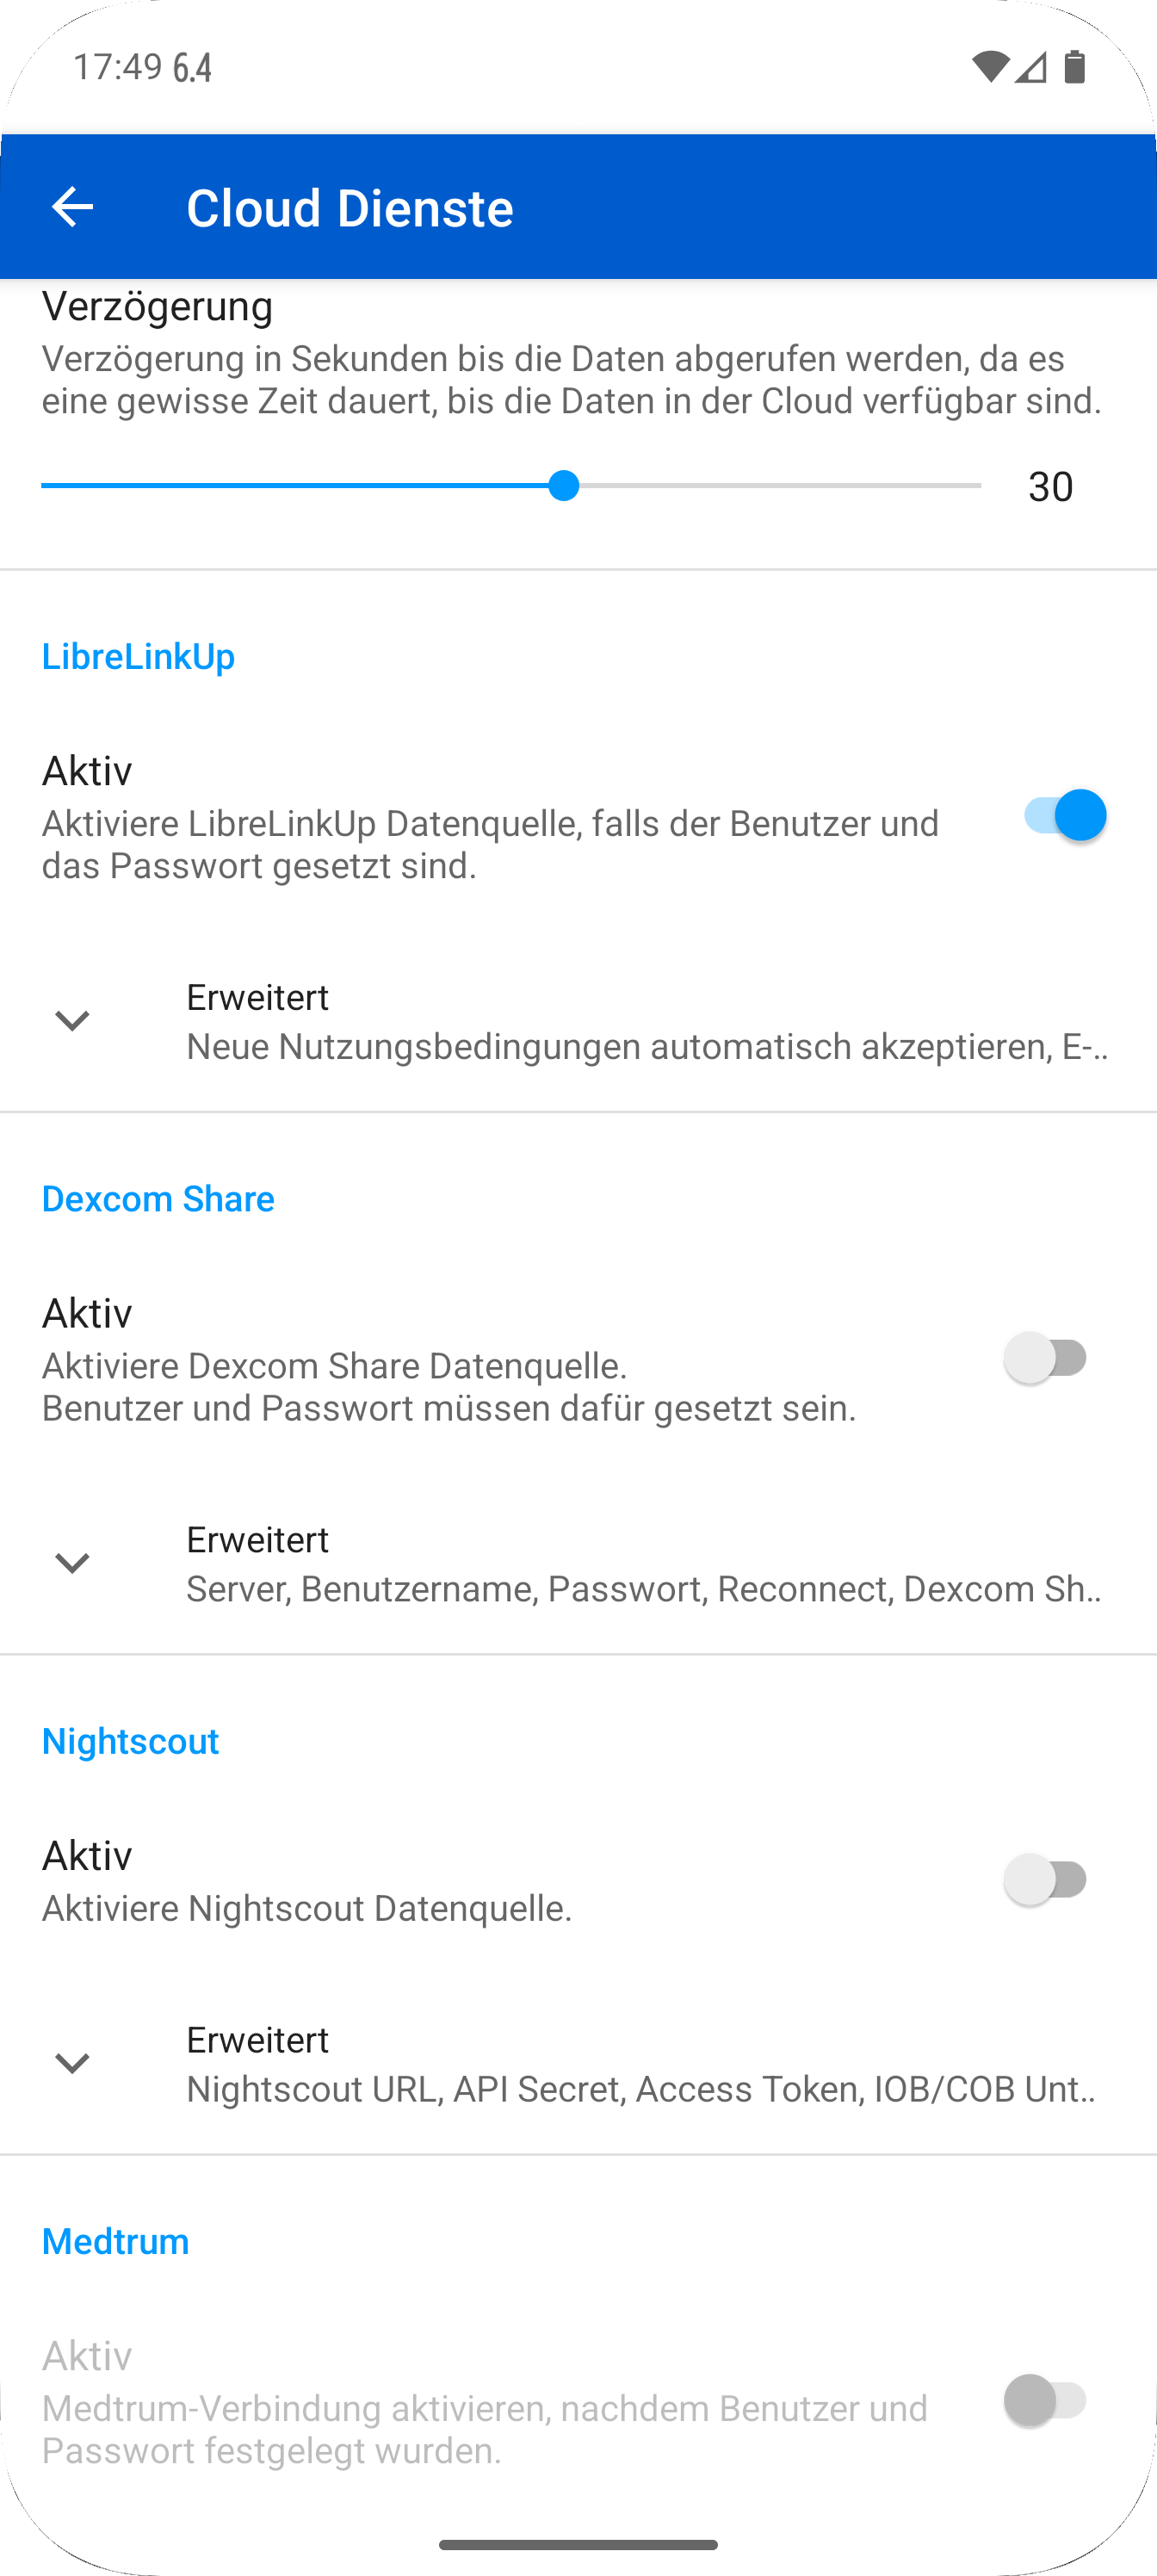 17:49 6.4
Cloud Dienste
Verzögerung
Verzögerung in Sekunden bis die Daten abgerufen werden, da es
eine gewisse Zeit dauert, bis die Daten in der Cloud verfügbar sind.
30
LibreLinkUp
Aktiv
Aktiviere LibreLinkUp Datenquelle, falls der Benutzer und
das Passwort gesetzt sind.
Erweitert
Neue Nutzungsbedingungen automatisch akzeptieren, E-..
Dexcom Share
Aktiv
Aktiviere Dexcom Share Datenquelle.
Benutzer und Passwort müssen dafür gesetzt sein.
Erweitert
Server, Benutzername, Passwort, Reconnect, Dexcom Sh..
Nightscout
Aktiv
Aktiviere Nightscout Datenquelle.
Erweitert
Nightscout URL, API Secret, Access Token, IOB/COB Unt..
Medtrum
Aktiv
Medtrum-Verbindung aktivieren, nachdem Benutzer und
Passwort festgelegt wurden.